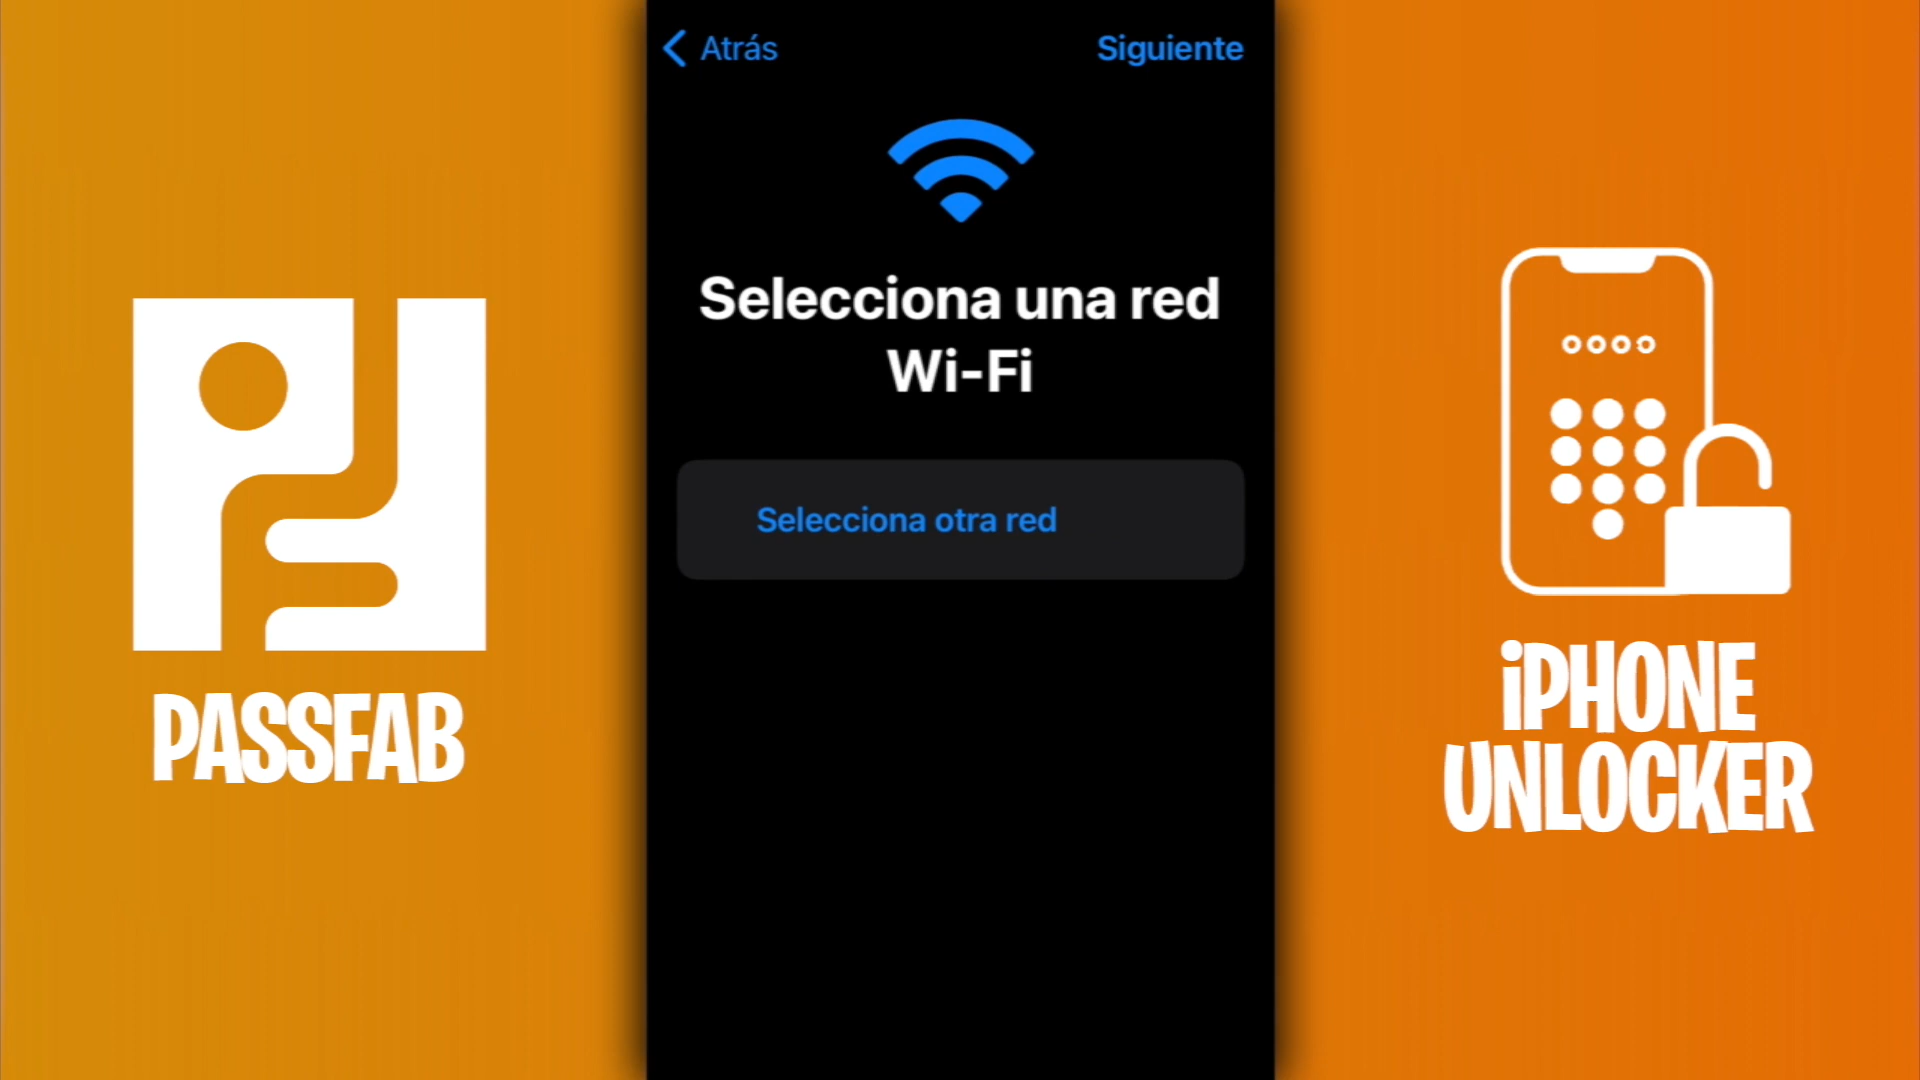 Atrás
Siguiente
Selecciona una red
Wi-Fi
Selecciona otra red
PASSFAB
iPHONE
UNLOCKER